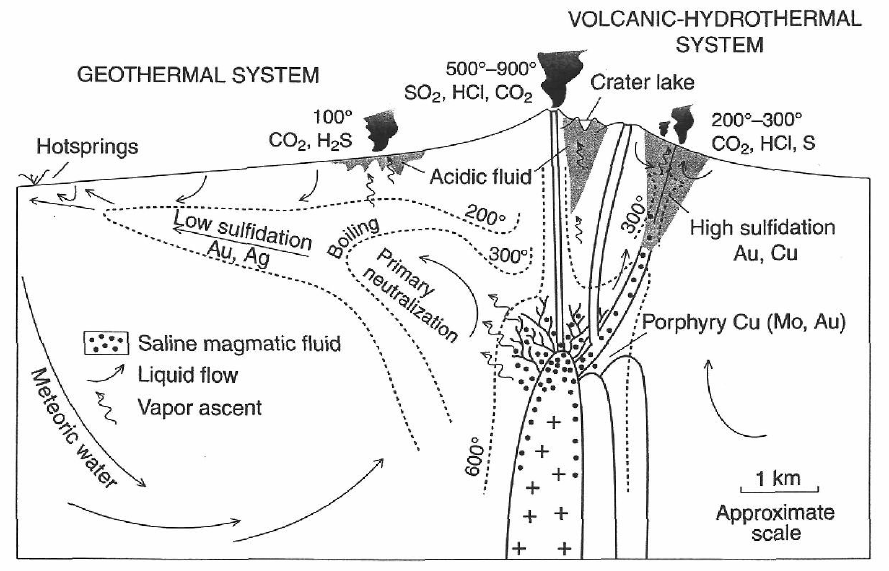 VOLCANIC-HYDROTHERMAL
SYSTEM
GEOTHERMAL SYSTEM
500°–900°
SO₂, HCl, CO₂
Crater lake
100°
CO₂, H₂S
200°–300°
CO₂, HCl, S
Hotsprings
Acidic fluid
200°
300°
300°
Low sulfidation
Au, Ag
Boiling
High sulfidation
Au, Cu
Primary
neutralization
Porphyry Cu (Mo, Au)
Saline magmatic fluid
Liquid flow
Vapor ascent
Meteoric water
600°
1 km
Approximate
scale